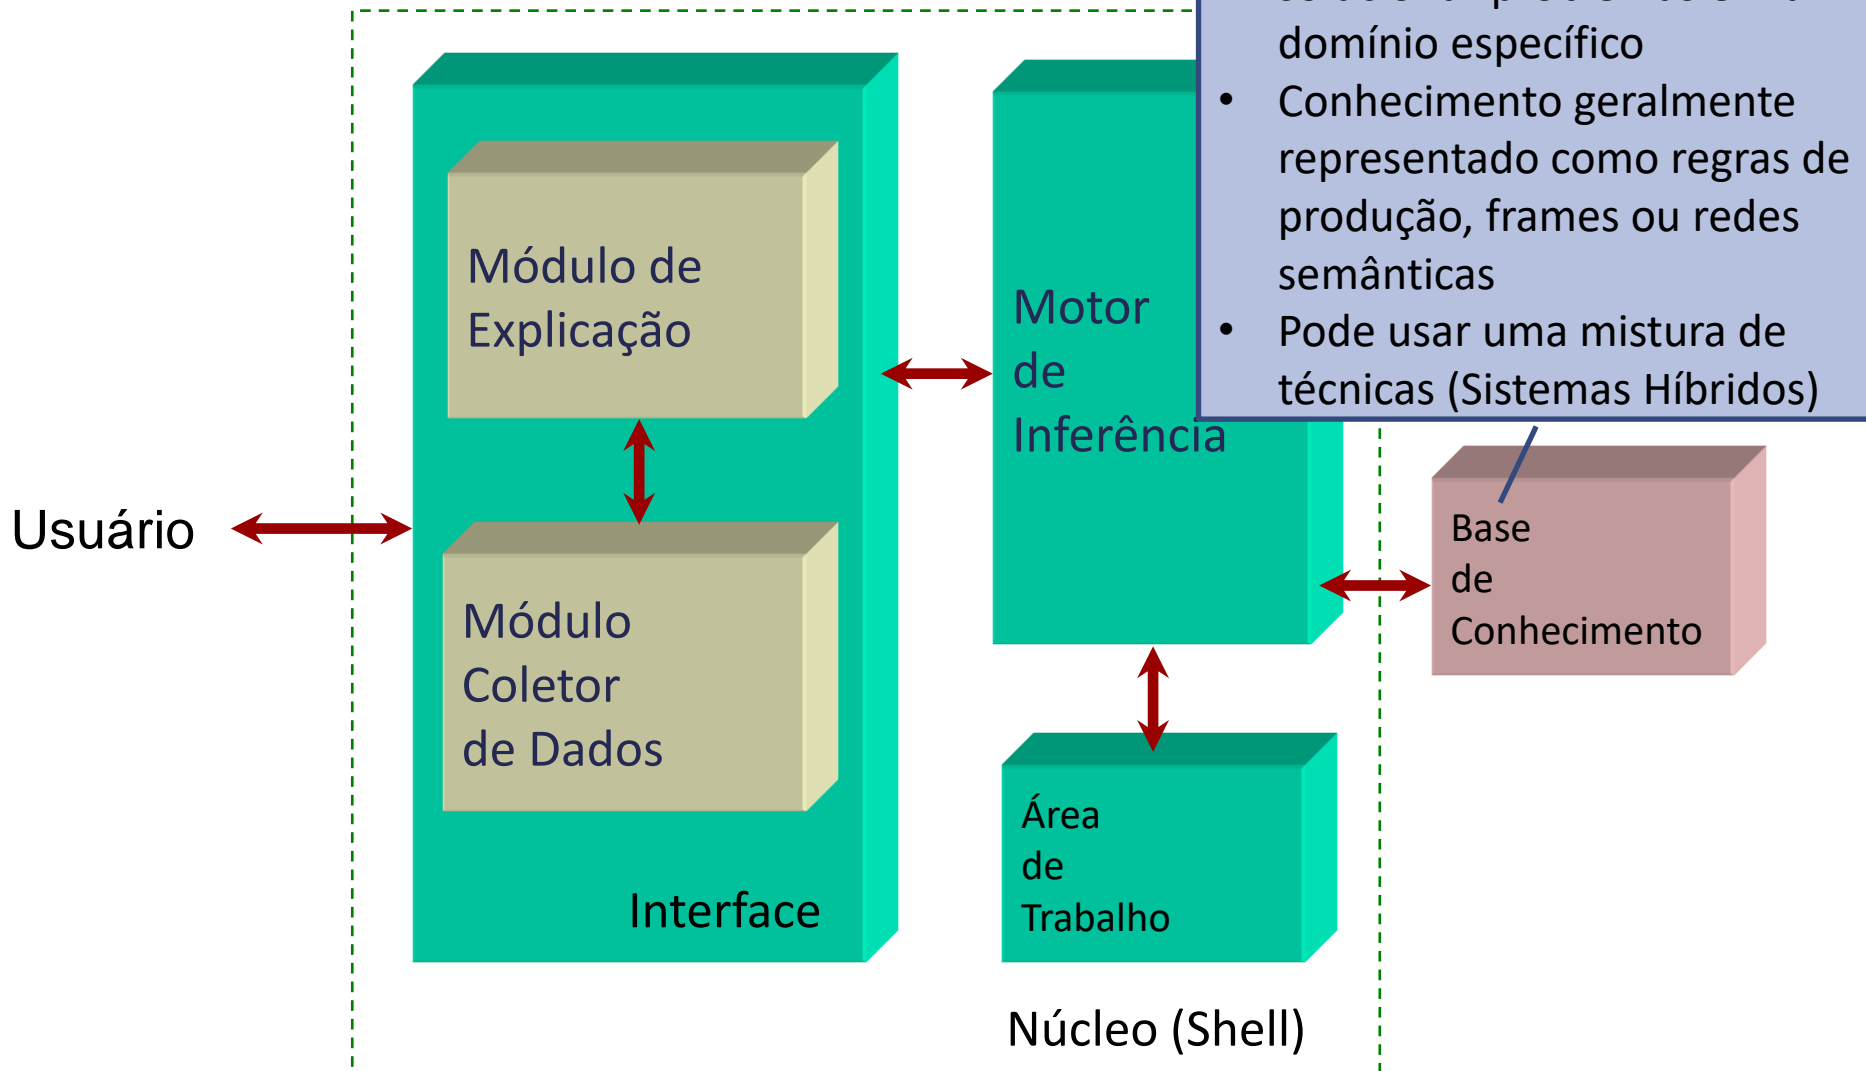 domínio específico
• Conhecimento geralmente
representado como regras de
produção, frames ou redes
semânticas
• Pode usar uma mistura de
técnicas (Sistemas Híbridos)
Módulo de
Explicação
Motor
de
Inferência
Usuário
Módulo
Coletor
de Dados
Interface
Base
de
Conhecimento
Área
de
Trabalho
Núcleo (Shell)